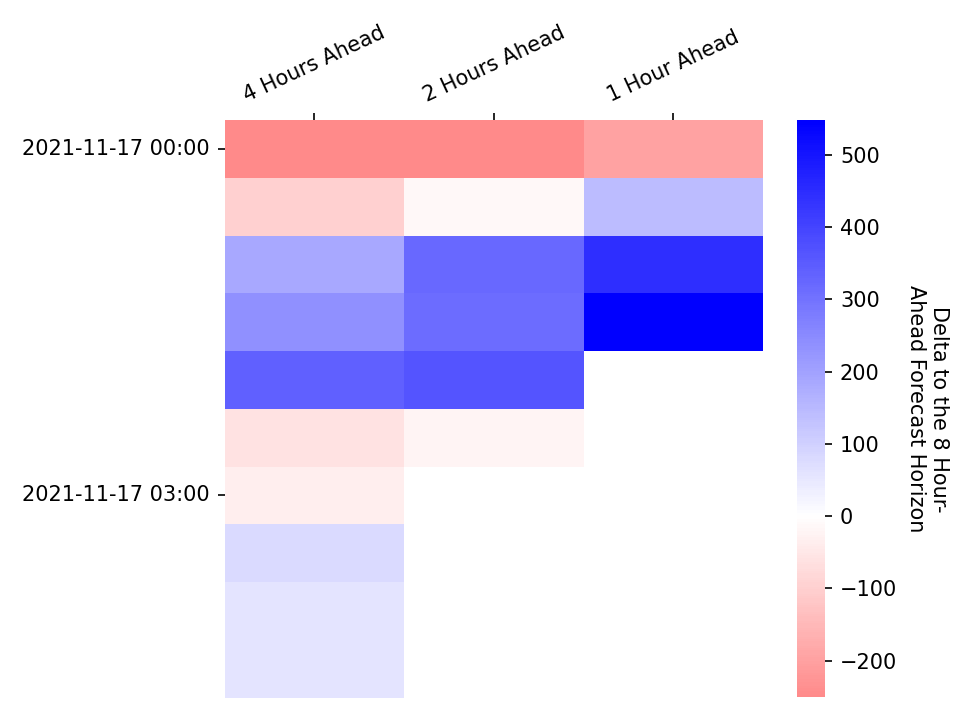 4 Hours Ahead
2 Hours Ahead
1 Hour Ahead
2021-11-17 00:00
2021-11-17 03:00
500
400
300
200
100
0
−100
−200
Delta to the 8 Hour-
Ahead Forecast Horizon